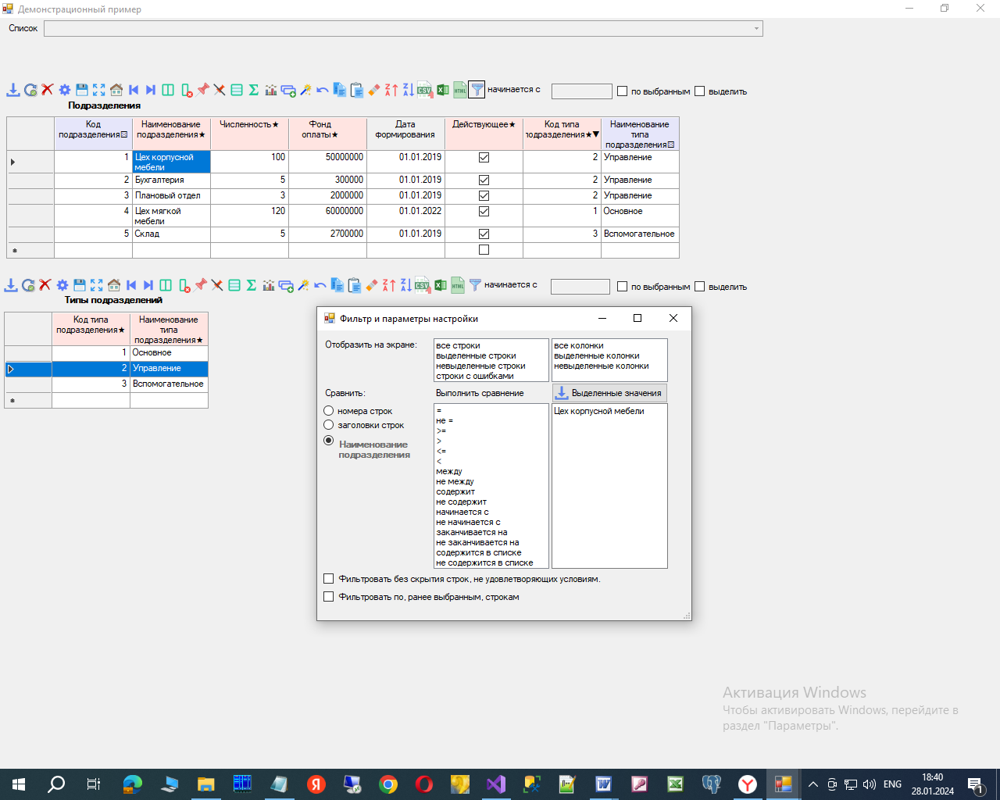 Демонстрационный пример
Список
начинается с
по выбранным
выделить
Подразделения
Код подразделения
Наименование подразделения★
Численность★
Фонд оплаты★
Дата формирования
Действующее★
Код типа подразделения★▼
Наименование типа подразделения
1 Цех корпусной мебели 100 50000000 01.01.2019 2 Управление
2 Бухгалтерия 5 300000 01.01.2019 2 Управление
3 Плановый отдел 3 2000000 01.01.2019 2 Управление
4 Цех мягкой мебели 120 60000000 01.01.2022 1 Основное
5 Склад 5 2700000 01.01.2019 3 Вспомогательное
начинается с
по выбранным
выделить
Типы подразделений
Код типа подразделения★
Наименование типа подразделения★
1 Основное
2 Управление
3 Вспомогательное
Фильтр и параметры настройки
Отобразить на экране:
все строки
выделенные строки
невыделенные строки
строки с ошибками
все колонки
выделенные колонки
невыделенные колонки
Сравнить:
Выполнить сравнение
Выделенные значения
номера строк
заголовки строк
Наименование
подразделения
=
не =
>=
>
<=
<
между
не между
содержит
не содержит
начинается с
не начинается с
заканчивается на
не заканчивается на
содержится в списке
не содержится в списке
Цех корпусной мебели
Фильтровать без скрытия строк, не удовлетворяющих условиям.
Фильтровать по, ранее выбранным, строкам
Активация Windows
Чтобы активировать Windows, перейдите в
раздел "Параметры".
ENG
18:40
28.01.2024
1